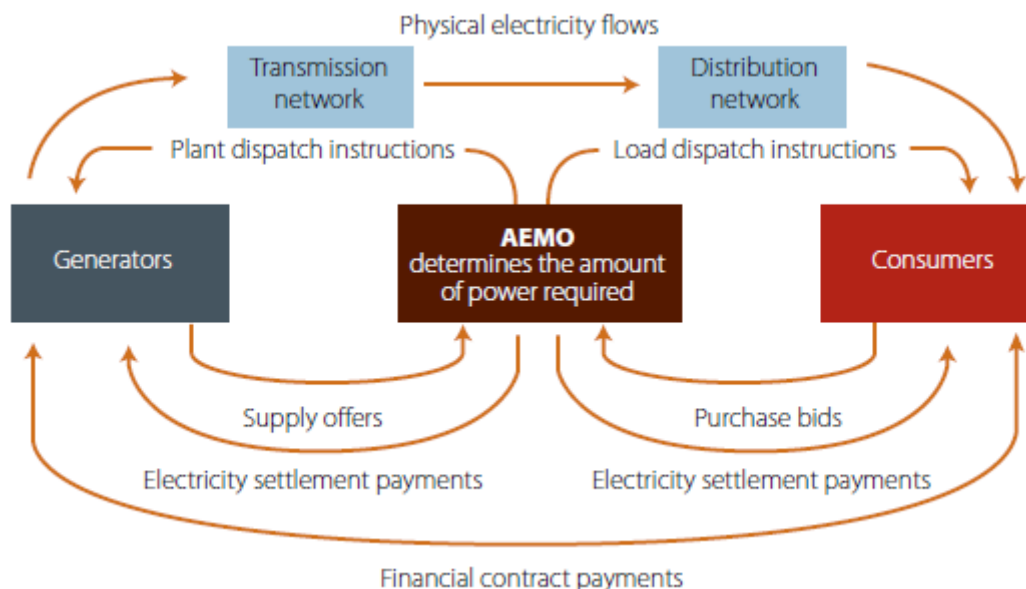 Physical electricity flows
Transmission
network
Distribution
network
Plant dispatch instructions
Load dispatch instructions
Generators
AEMO
determines the amount
of power required
Consumers
Supply offers
Purchase bids
Electricity settlement payments
Electricity settlement payments
Financial contract payments